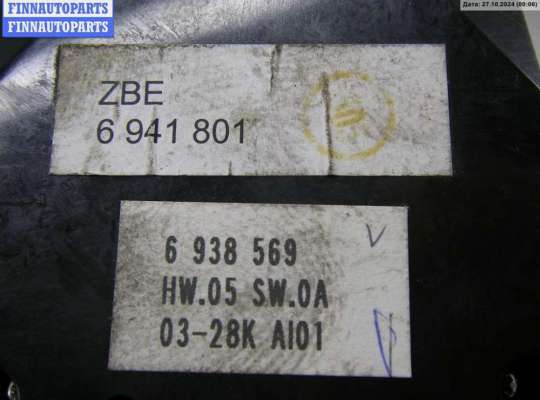 FINNAUTOPARTS
FINNAUTOPARTS
Дата: 27.10.2024 (00:06)
ZBE
6 941 801
6 938 569
HW.05 SW.0A
03-28K AI01